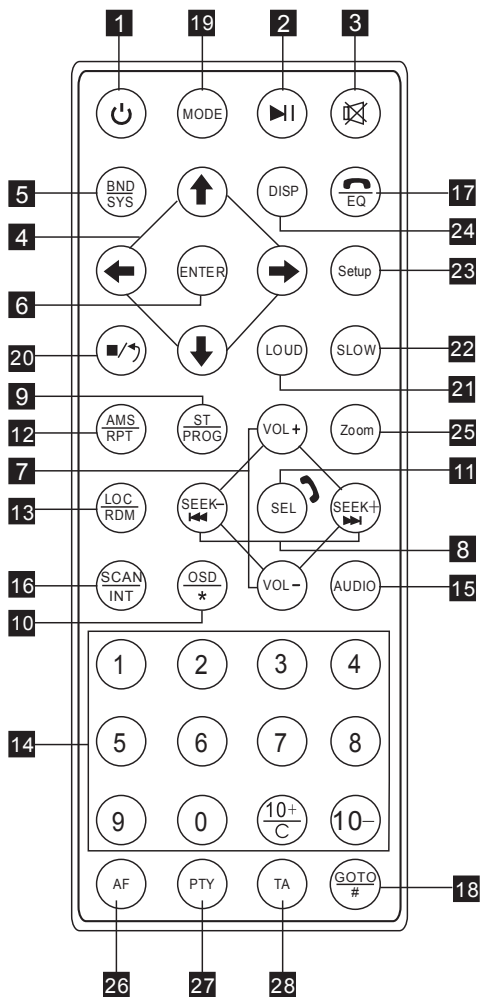 1 19 2 3
MODE
5 BND
SYS
DISP
EQ 17
24
4
ENTER
Setup 23
6
20
LOUD
SLOW 22
21
9
12 AMS
RPT
ST
PROG
VOL+
Zoom 25
7
11
13 LOC
RDM
SEEK-
SEL
SEEK+
8
16 SCAN
INT
OSD
*
VOL-
AUDIO 15
10
1 2 3 4
14 5 6 7 8
9 0 10+
C
10-
AF PTY TA GOTO
# 18
26 27 28